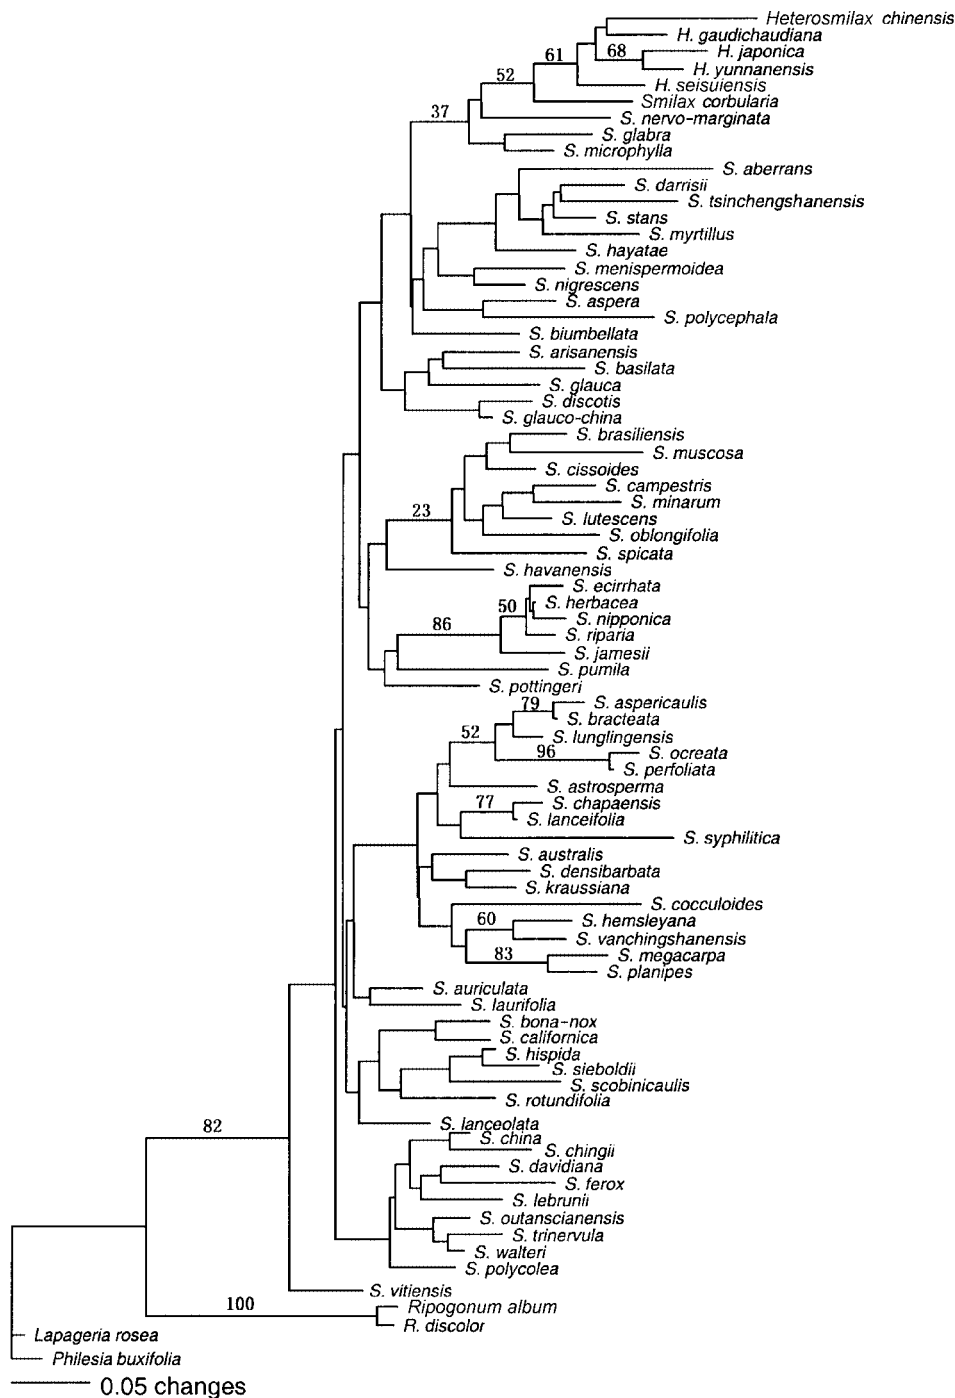 Heterosmilax chinensis
H. gaudichaudiana
68 H. japonica
61
H. yunnanensis
52 H. seisuiensis
Smilax corbularia
37 S. nervo-marginata
S. glabra
S. microphylla
S. aberrans
S. darrisii
S. tsinchengshanensis
S. stans
S. myrtillus
S. hayatae
S. menispermoidea
S. nigrescens
S. aspera
S. polycephala
S. biumbellata
S. arisanensis
S. basilata
S. glauca
S. discotis
S. glauco-china
S. brasiliensis
S. muscosa
S. cissoides
S. campestris
S. minarum
23 S. lutescens
S. oblongifolia
S. spicata
S. havanensis
S. ecirrhata
50 S. herbacea
S. nipponica
86 S. riparia
S. jamesii
S. pumila
S. pottingeri
79 S. aspericaulis
S. bracteata
52 S. lunglingensis
96 S. ocreata
S. perfoliata
S. astrosperma
77 S. chapaensis
S. lanceifolia
S. syphilitica
S. australis
S. densibarbata
S. kraussiana
S. cocculoides
60 S. hemsleyana
S. vanchingshanensis
83 S. megacarpa
S. planipes
S. auriculata
S. laurifolia
S. bona-nox
S. californica
S. hispida
S. sieboldii
S. scobinicaulis
S. rotundifolia
82 S. lanceolata
S. china
S. chingii
S. davidiana
S. ferox
S. lebrunii
S. outanscianensis
S. trinervula
S. walteri
S. polycolea
S. vitiensis
100 Ripogonum album
R. discolor
Lapageria rosea
Philesia buxifolia
0.05 changes